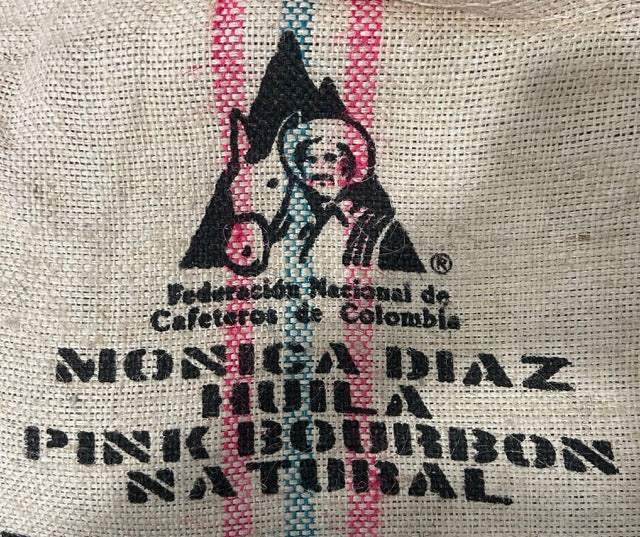 ®
Federación Nacional de
Cafeteros de Colombia
MONICA DIAZ
HUILA
PINK BOURBON
NATURAL